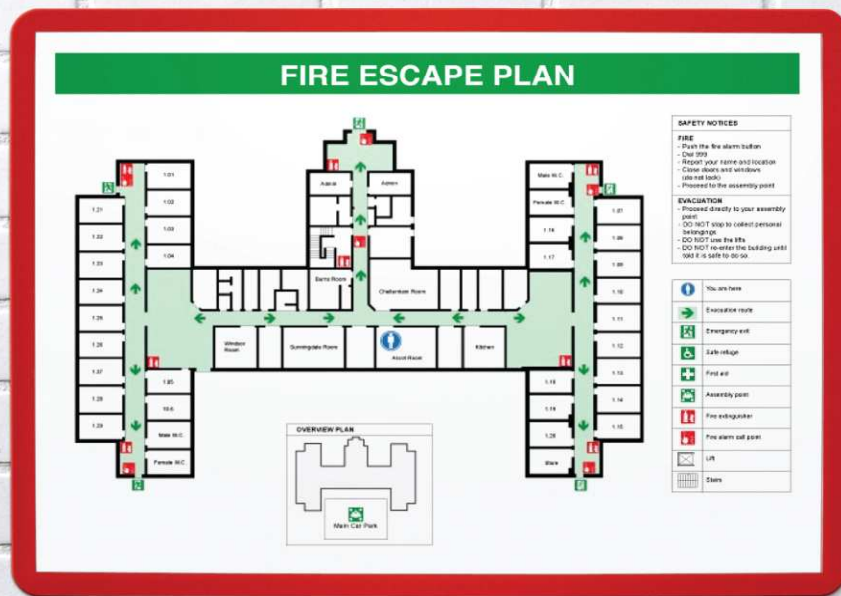 FIRE ESCAPE PLAN
SAFETY NOTICES
FIRE
- Push the fire alarm button
- Dial 999
- Report your name and location
- Close doors and windows
(do not lock)
- Proceed to the assembly point
EVACUATION
- Proceed directly to your assembly
point
- DO NOT stop to collect personal
belongings
- DO NOT use the lifts
- DO NOT re-enter the building until
told it is safe to do so.
You are here
Evacuation route
Emergency exit
Safe refuge
First aid
Assembly point
Fire extinguisher
Fire alarm call point
Lift
Stairs
1.01
1.02
1.03
1.04
1.21
1.22
1.23
1.24
1.25
1.26
1.27
1.28
1.29
1.05
10.6
Male W.C.
Female W.C.
Admin
Admin
Barns Room
Cheltenham Room
Windsor
Room
Sunningdale Room
Ascot Room
Kitchen
Male W.C.
Female W.C
1.16
1.17
1.07
1.08
1.09
1.10
1.11
1.12
1.13
1.14
1.15
1.18
1.19
1.20
Store
OVERVIEW PLAN
Main Car Park